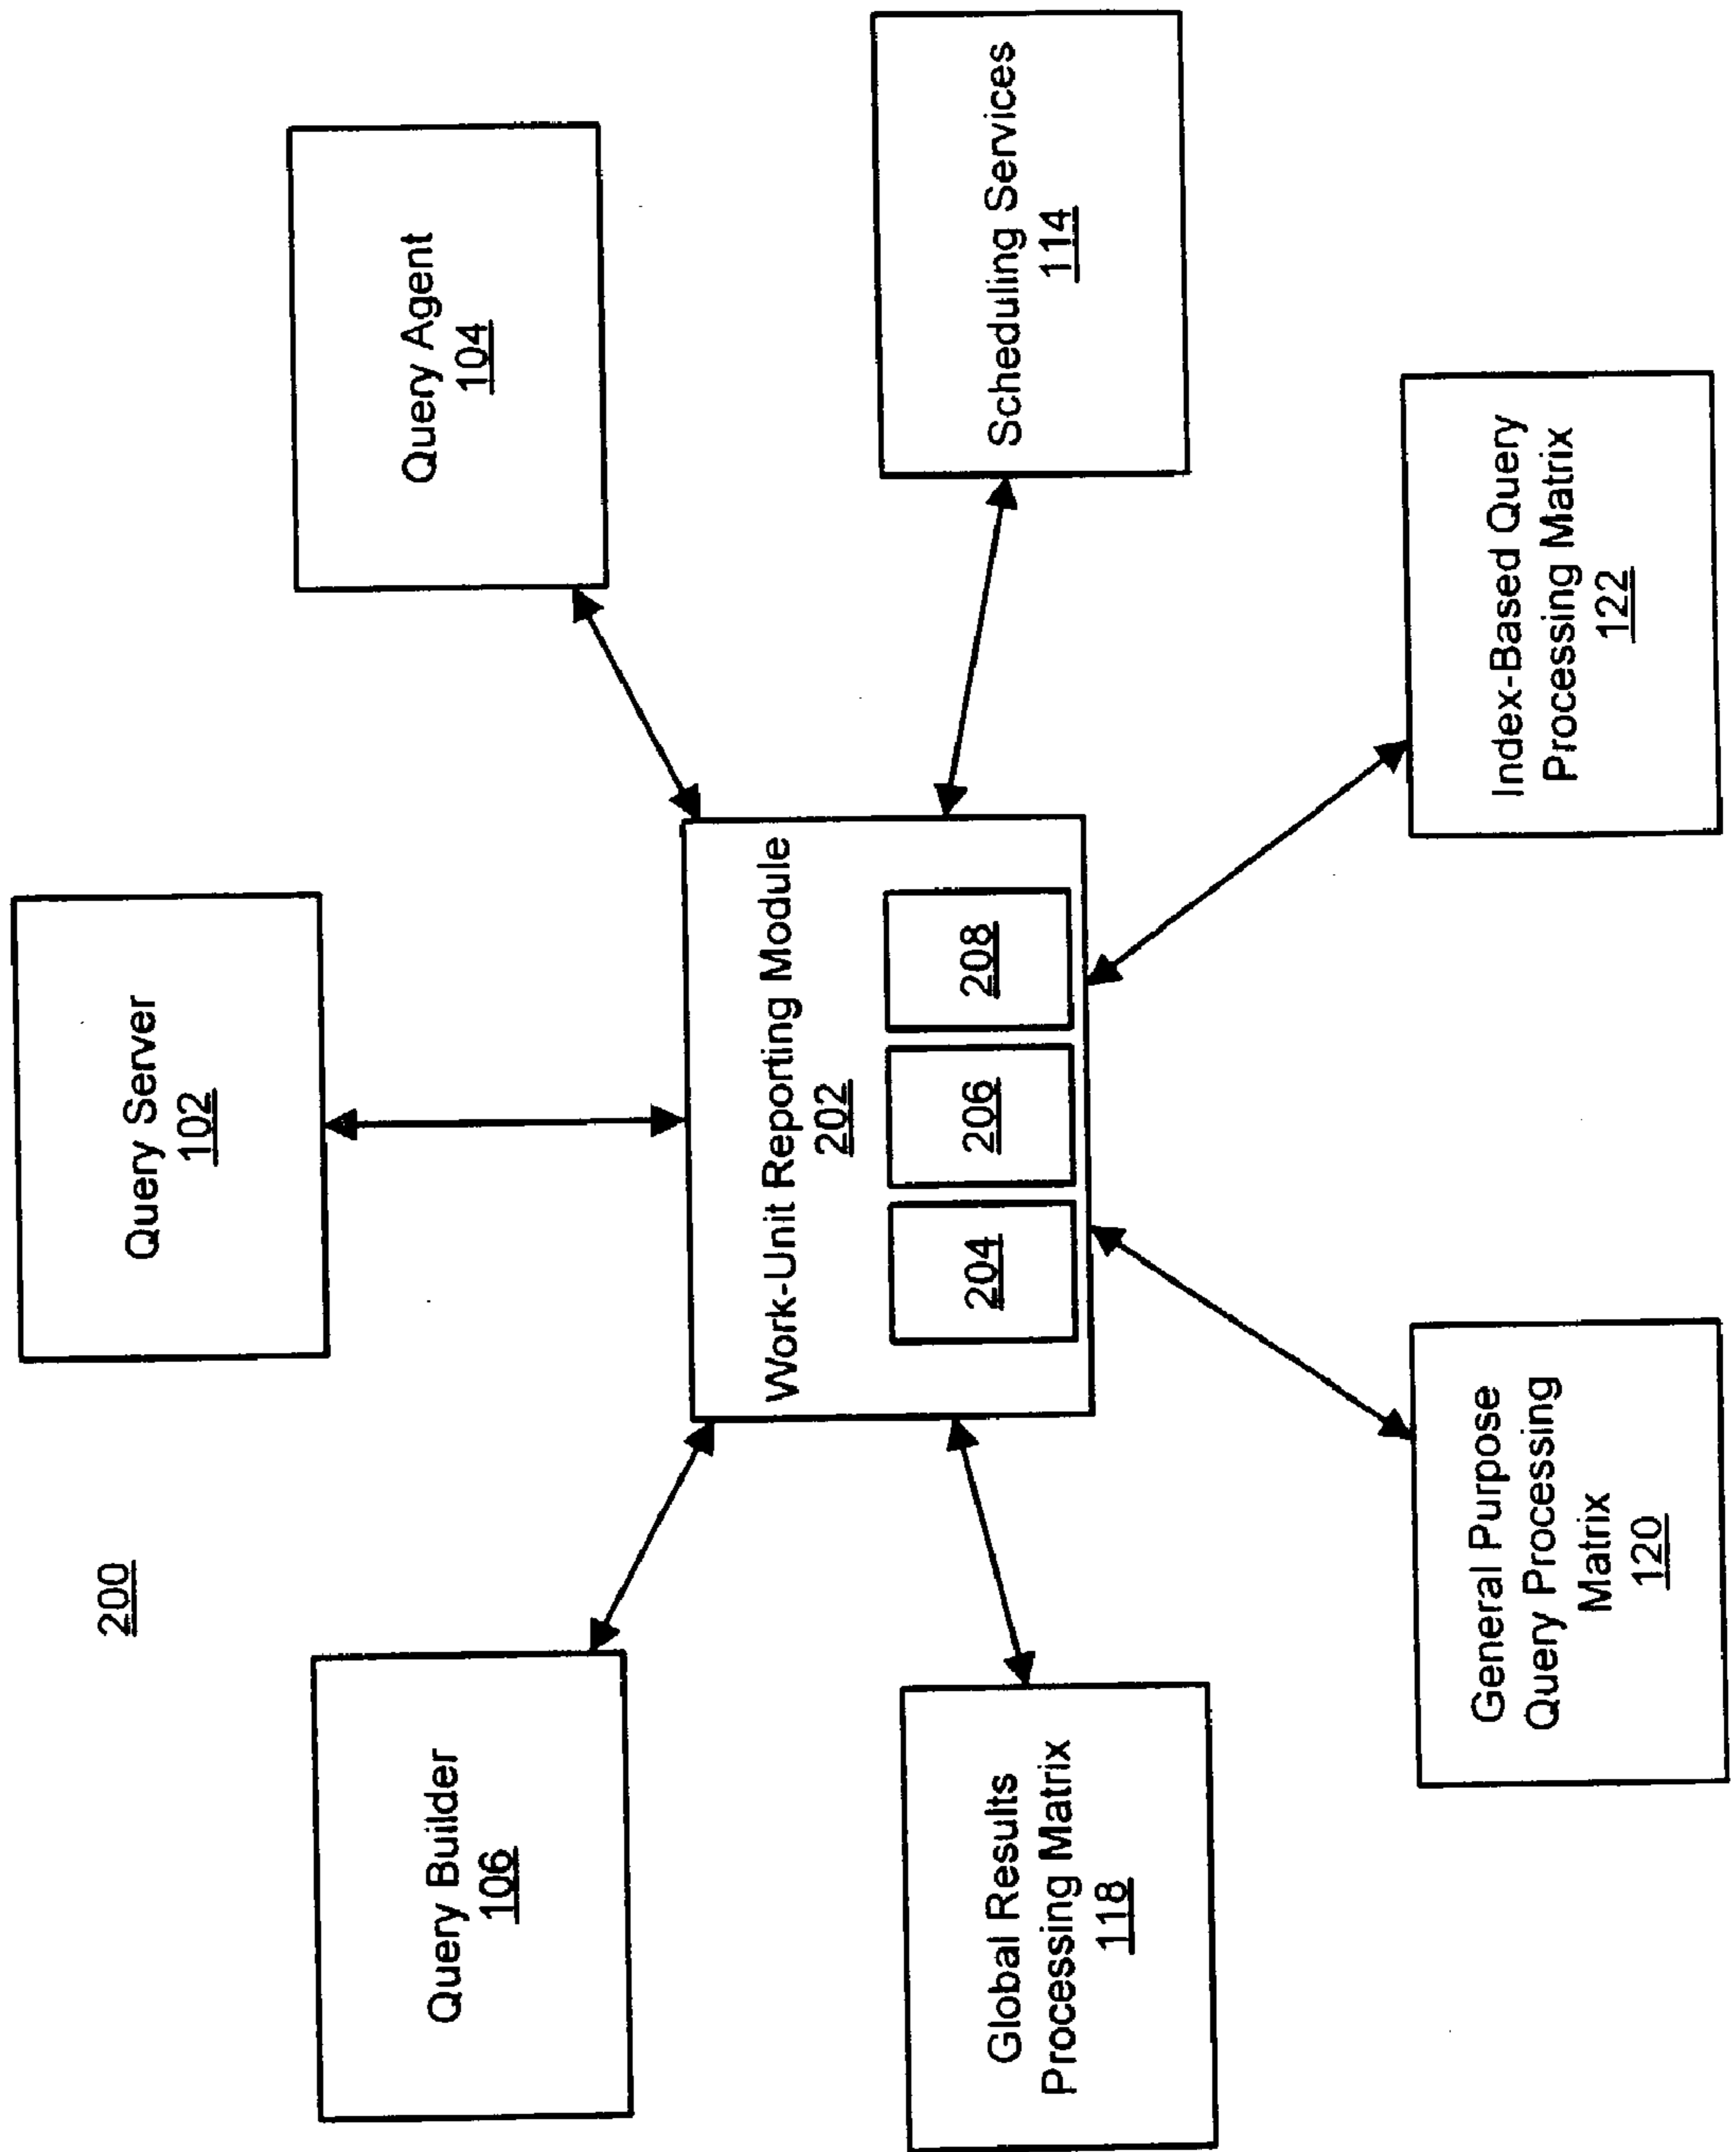 200
Query Server
102
Query Builder
106
Query Agent
104
Work-Unit Reporting Module
202
204
206
208
Global Results
Processing Matrix
118
Scheduling Services
114
General Purpose
Query Processing
Matrix
120
Index-Based Query
Processing Matrix
122